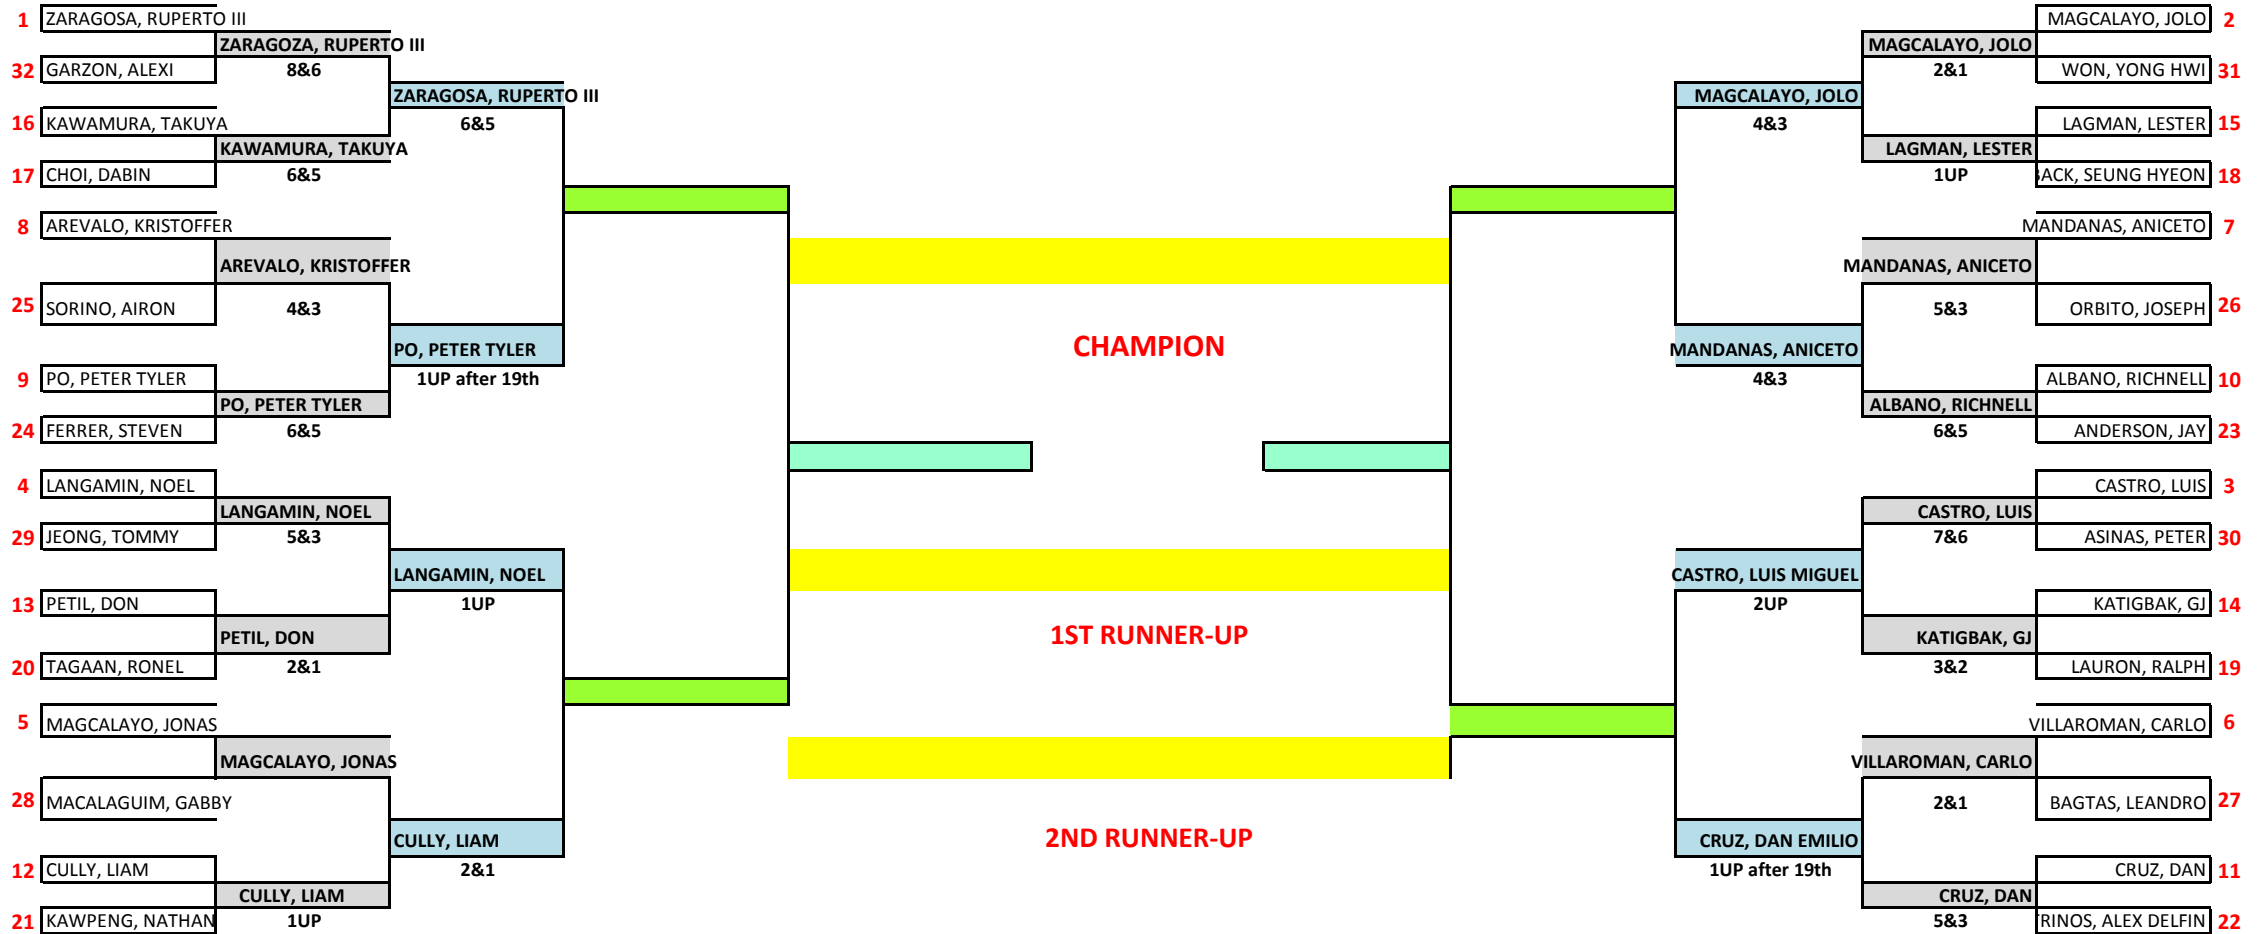 1 ZARAGOSA, RUPERTO III
ZARAGOZA, RUPERTO III
32 GARZON, ALEXI
8&6
ZARAGOSA, RUPERTO III
16 KAWAMURA, TAKUYA
6&5
KAWAMURA, TAKUYA
17 CHOI, DABIN
6&5
8 AREVALO, KRISTOFFER
AREVALO, KRISTOFFER
25 SORINO, AIRON
4&3
PO, PETER TYLER
9 PO, PETER TYLER
1UP after 19th
PO, PETER TYLER
24 FERRER, STEVEN
6&5
4 LANGAMIN, NOEL
LANGAMIN, NOEL
29 JEONG, TOMMY
5&3
LANGAMIN, NOEL
13 PETIL, DON
1UP
PETIL, DON
20 TAGAAN, RONEL
2&1
5 MAGCALAYO, JONAS
MAGCALAYO, JONAS
28 MACALAGUIM, GABBY
CULLY, LIAM
12 CULLY, LIAM
2&1
CULLY, LIAM
21 KAWPENG, NATHAN
1UP
CHAMPION
1ST RUNNER-UP
2ND RUNNER-UP
MAGCALAYO, JOLO 2
MAGCALAYO, JOLO
2&1
WON, YONG HWI 31
MAGCALAYO, JOLO
4&3
LAGMAN, LESTER 15
LAGMAN, LESTER
1UP
SEUNG HYEON 18
MANDANAS, ANICETO 7
MANDANAS, ANICETO
5&3
ORBITO, JOSEPH 26
MANDANAS, ANICETO
4&3
ALBANO, RICHNELL 10
ALBANO, RICHNELL
6&5
ANDERSON, JAY 23
CASTRO, LUIS 3
CASTRO, LUIS
7&6
ASINAS, PETER 30
CASTRO, LUIS MIGUEL
2UP
KATIGBAK, GJ 14
KATIGBAK, GJ
3&2
LAURON, RALPH 19
VILLAROMAN, CARLO 6
VILLAROMAN, CARLO
2&1
BAGTAS, LEANDRO 27
CRUZ, DAN EMILIO
1UP after 19th
CRUZ, DAN 11
CRUZ, DAN
5&3
ALEX DELFIN 22